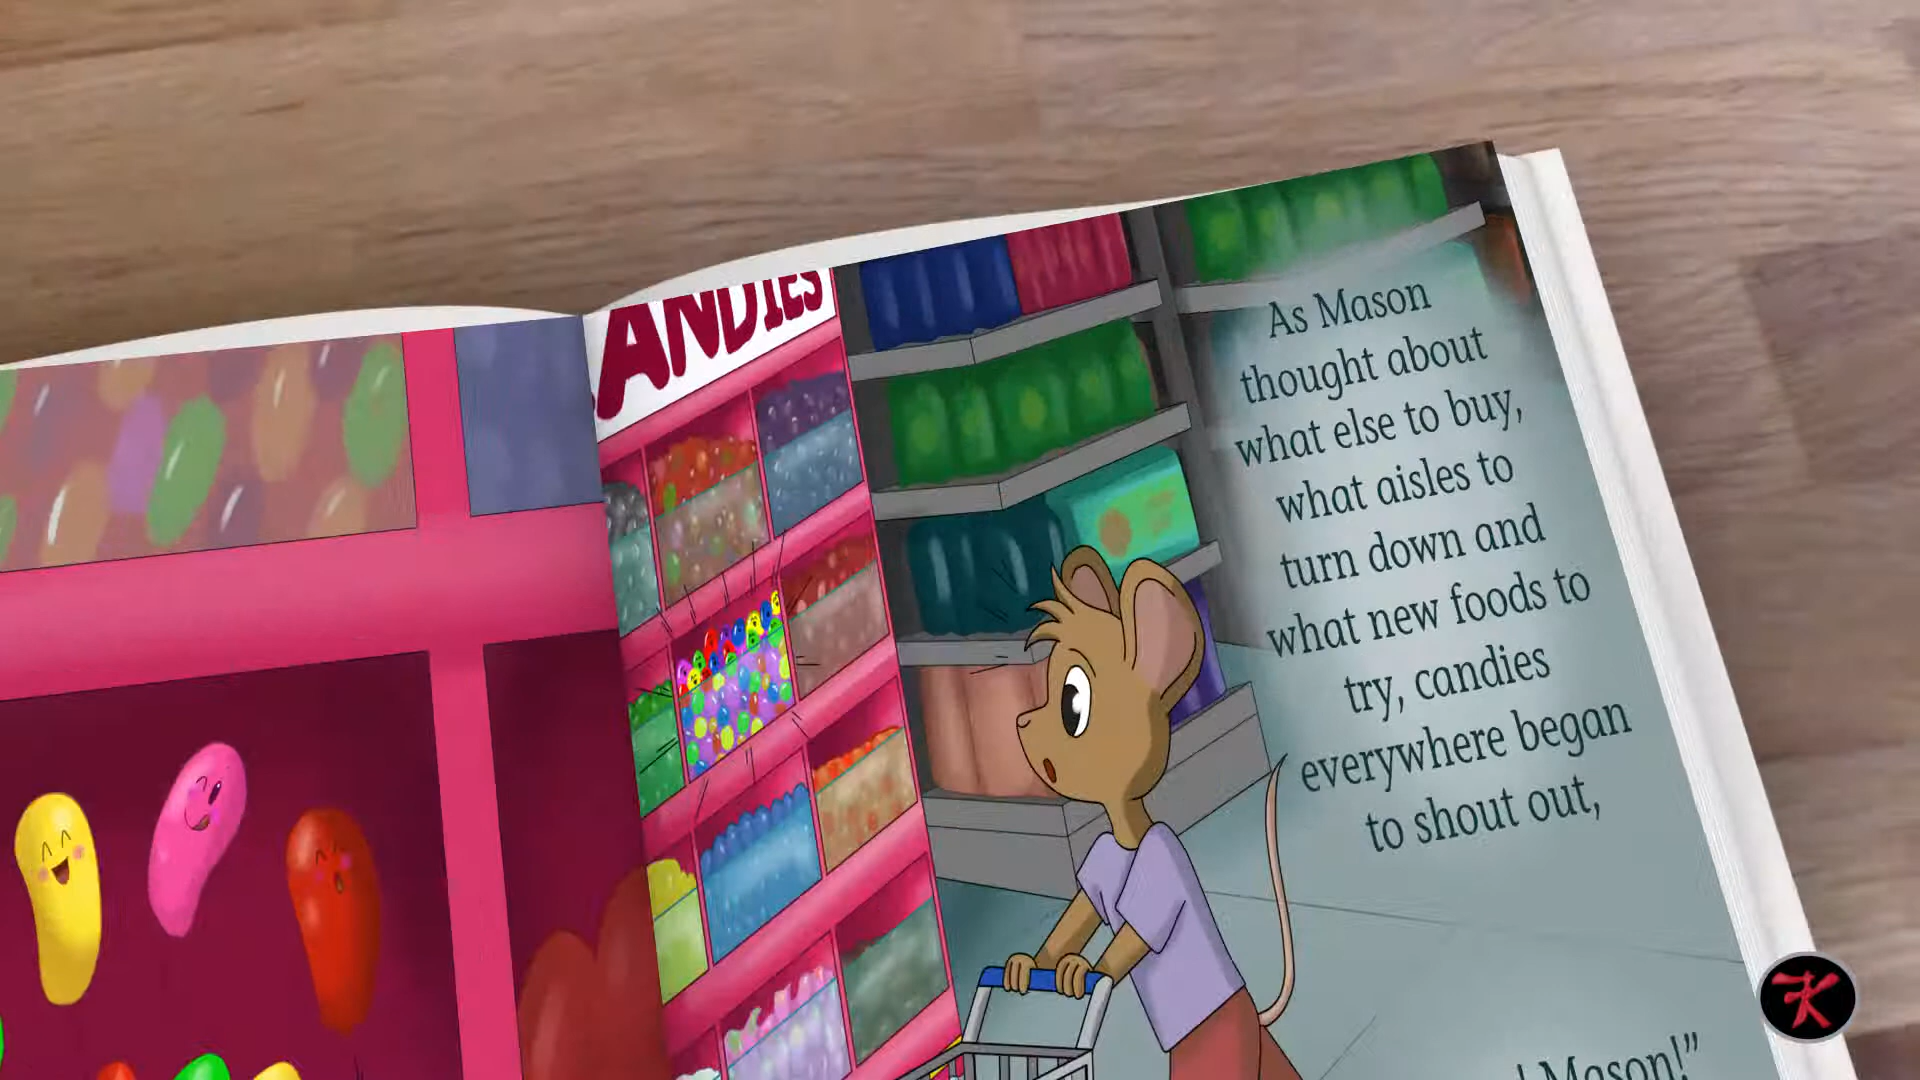 ANDIES
As Mason
thought about
what else to buy,
what aisles to
turn down and
what new foods to
try, candies
everywhere began
to shout out,
Mason!”